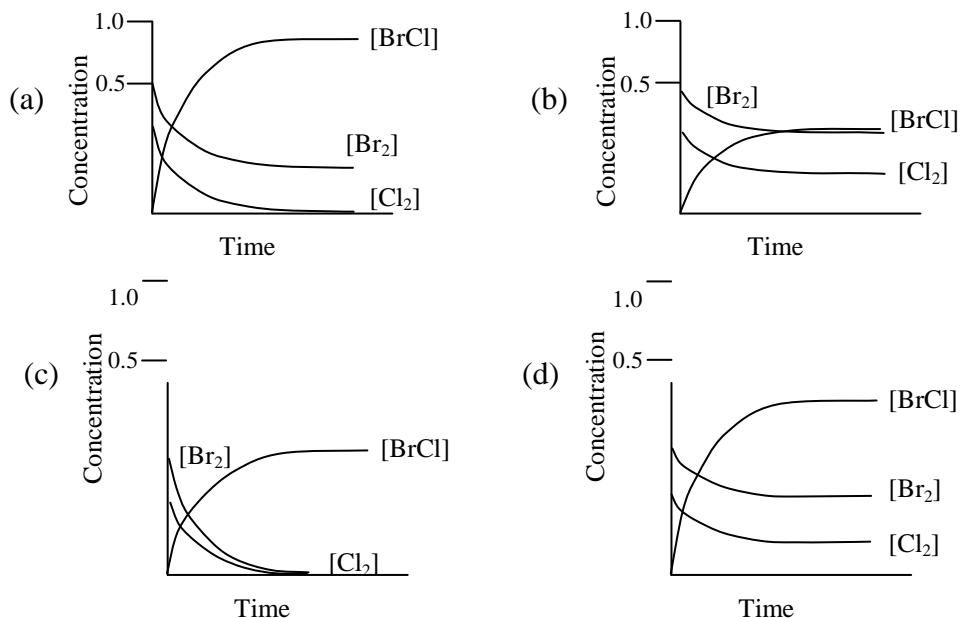 (a)
Concentration
1.0
0.5
[BrCl]
[Br₂]
[Cl₂]
Time
(b)
Concentration
1.0
0.5
[Br₂]
[BrCl]
[Cl₂]
Time
(c)
Concentration
1.0
0.5
[Br₂]
[BrCl]
[Cl₂]
Time
(d)
Concentration
1.0
0.5
[BrCl]
[Br₂]
[Cl₂]
Time